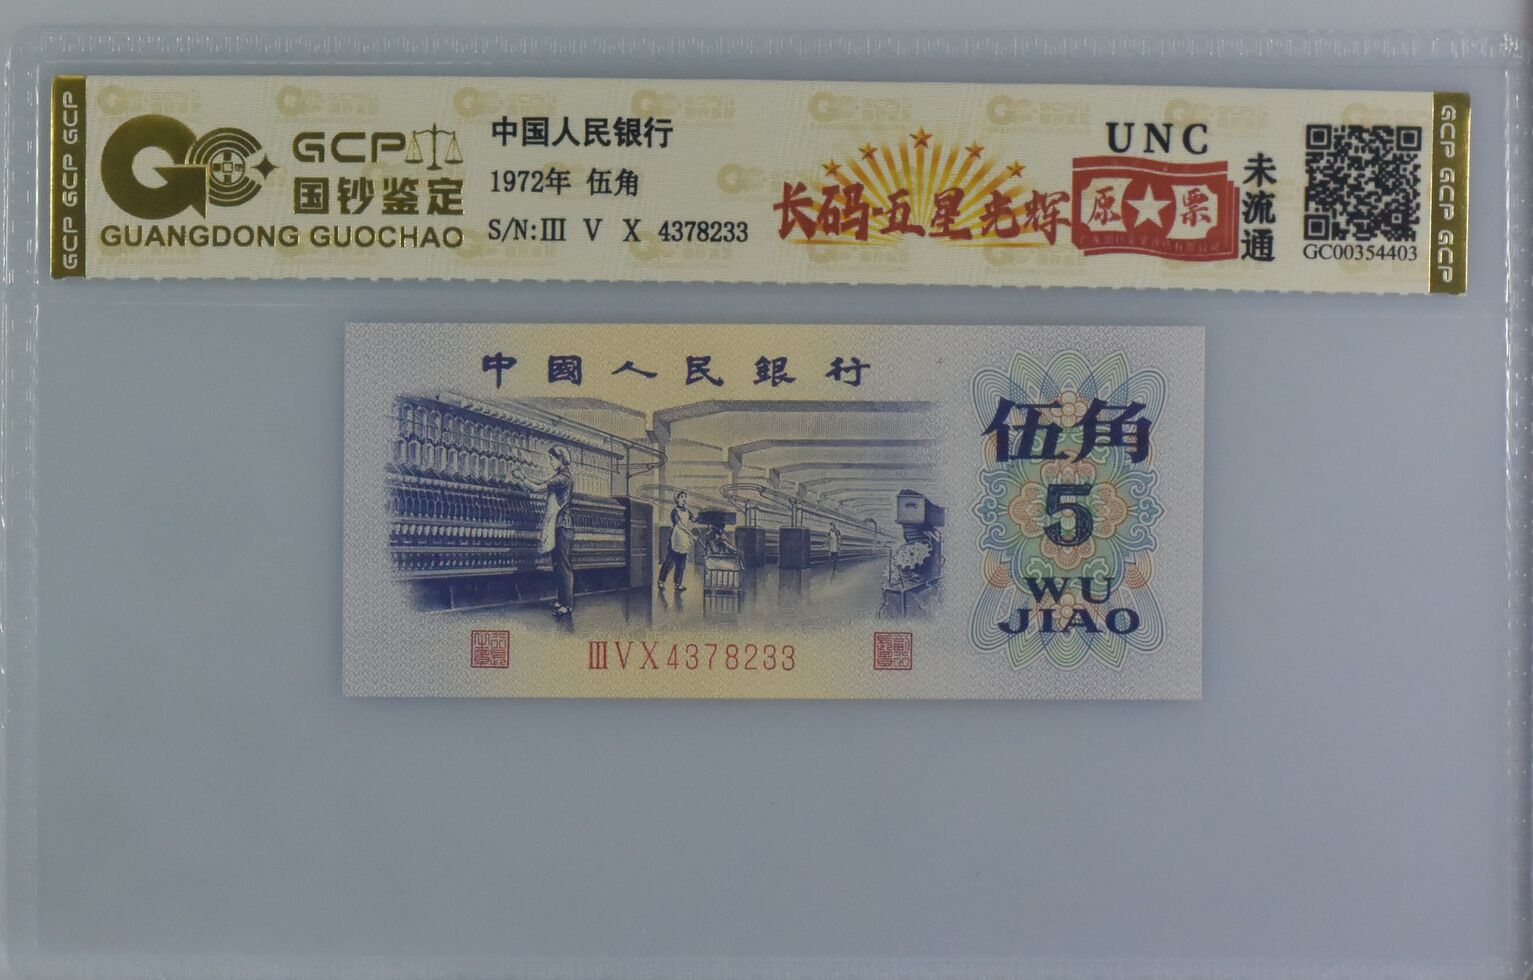 GCP GCP GCP
GCP
国钞鉴定
GUANGDONG GUOCHAO
中国人民银行
1972年 伍角
S/N:Ⅲ V X 4378233
长码·五星光辉
原★票
UNC
未流通
GC00354403
GCP GCP GCP
中國人民銀行
伍角
5
WU
JIAO
ⅢVX4378233